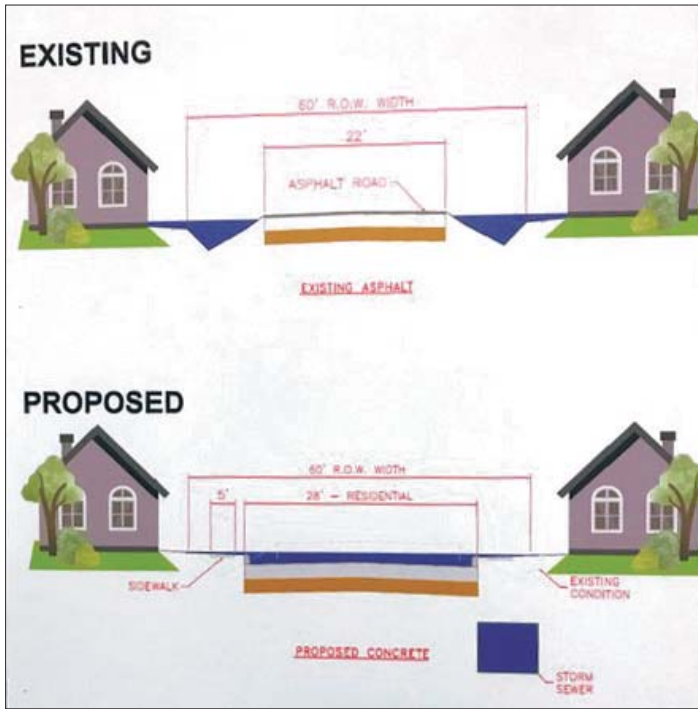 EXISTING
60' R.O.W. WIDTH
22'
ASPHALT ROAD
EXISTING ASPHALT
PROPOSED
60' R.O.W. WIDTH
5'
28' - RESIDENTIAL
SIDEWALK
EXISTING
CONDITION
PROPOSED CONCRETE
STORM
SEWER